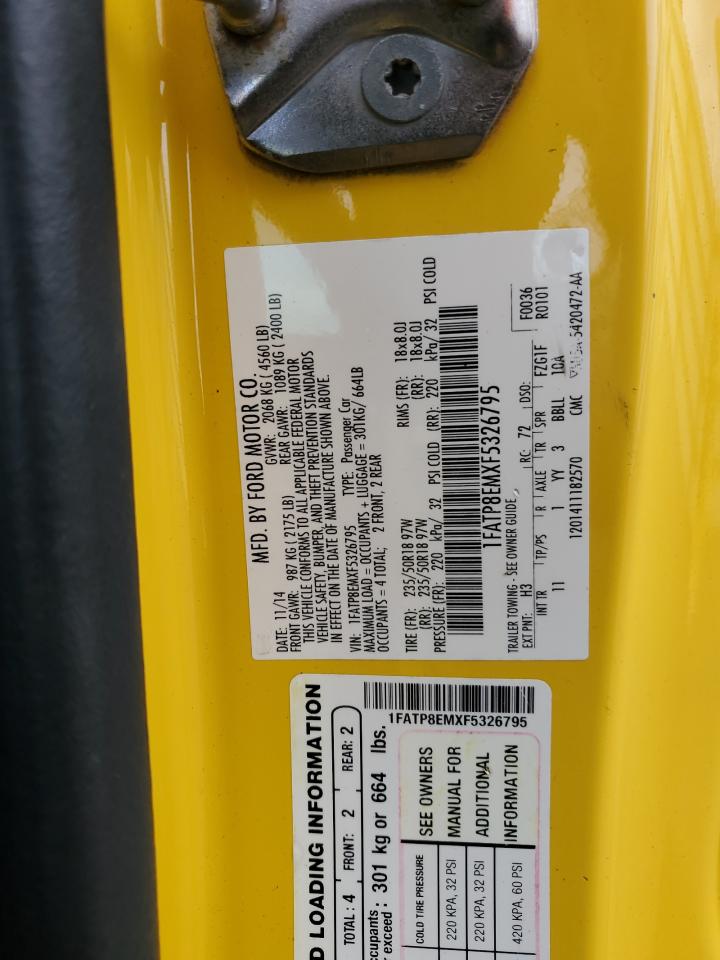 MFD. BY FORD MOTOR CO.
DATE: 11/14 GVWR: 2068 KG ( 4560 LB)
FRONT GAWR: 987 KG ( 2175 LB) REAR GAWR: 1089 KG ( 2400 LB)
THIS VEHICLE CONFORMS TO ALL APPLICABLE FEDERAL MOTOR
VEHICLE SAFETY, BUMPER, AND THEFT PREVENTION STANDARDS
IN EFFECT ON THE DATE OF MANUFACTURE SHOWN ABOVE.
VIN: 1FATP8EMXF5326795 TYPE: Passenger Car
MAXIMUM LOAD = OCCUPANTS + LUGGAGE = 301KG/ 664LB
OCCUPANTS = 4 TOTAL; 2 FRONT, 2 REAR
TIRE (FR): 235/50R18 97W RIMS (FR): 18x8.0J
(RR): 235/50R18 97W (RR): 18x8.0J
PRESSURE (FR): 220 kPa/ 32 PSI COLD (RR): 220 kPa/ 32 PSI COLD
1FATP8EMXF5326795
TRAILER TOWING - SEE OWNER GUIDE
EXT PNT: H3 RC: 72 DSO: F0036
R0101
INT TR TP/PS R AXLE TR SPR FZG1F
11 1 YY 3 BBLL 1QA
1201411182570 CMC 5420472-AA
LOADING INFORMATION
TOTAL: 4 FRONT: 2 REAR: 2
exceed: 301 kg or 664 lbs.
1FATP8EMXF5326795
COLD TIRE PRESSURE SEE OWNERS
220 KPA, 32 PSI MANUAL FOR
220 KPA, 32 PSI ADDITIONAL
420 KPA, 60 PSI INFORMATION